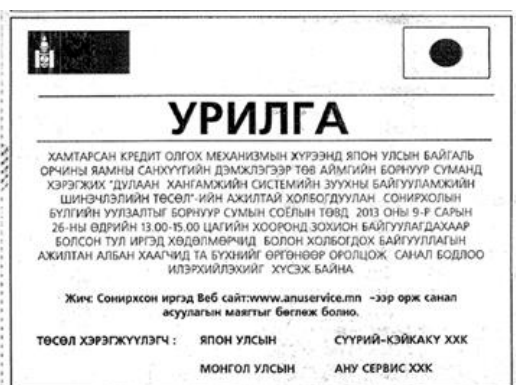 УРИЛГА
ХАМТАРСАН КРЕДИТ ОЛГОХ МЕХАНИЗМЫН ХҮРЭЭНД ЯПОН УЛСЫН БАЙГАЛЬ
ОРЧИНЫ ЯАМНЫ САНХҮҮГИЙН ДЭМЖЛЭГЭЭР ТӨВ АЙМГИЙН БОРНУУР СУМАНД
ХЭРЭГЖИХ "ДУЛААН ХАНГАМЖИЙН СИСТЕМИЙН ЗУУХНЫ БАЙГУУЛАМЖИЙН
ШИНЭЧЛЭЛИЙН ТӨСӨЛ"-ИЙН АЖИЛТАЙ ХОЛБОГДУУЛАН СОНИРХОЛЫН
БҮЛГИЙН УУЛЗАЛТЫГ БОРНУУР СУМЫН СОЁЛЫН ТӨВД 2013 ОНЫ 9-Р САРЫН
26-НЫ ӨДРИЙН 13.00-15.00 ЦАГИЙН ХООРОНД ЗОХИОН БАЙГУУЛАГДАХААР
БОЛСОН ТУЛ ИРГЭД ХӨДӨЛМӨРЧИД БОЛОН ХОЛБОГДОХ БАЙГУУЛЛАГЫН
АЖИЛТАН АЛБАН ХААГЧИД ТА БҮХНИЙГ ӨРГӨНӨӨР ОРОЛЦОЖ САНАЛ БОДЛОО
ИЛЭРХИЙЛЭХИЙГ ХҮСЭЖ БАЙНА
Жич: Сонирхсон иргэд Веб сайт:www.anuservice.mn -ээр орж санал
асуулагын маягтыг бөглөж болно.
ТӨСӨЛ ХЭРЭГЖҮҮЛЭГЧ : ЯПОН УЛСЫН СҮҮРИЙ-КЭЙКАКҮ ХХК
МОНГОЛ УЛСЫН АНУ СЕРВИС ХХК